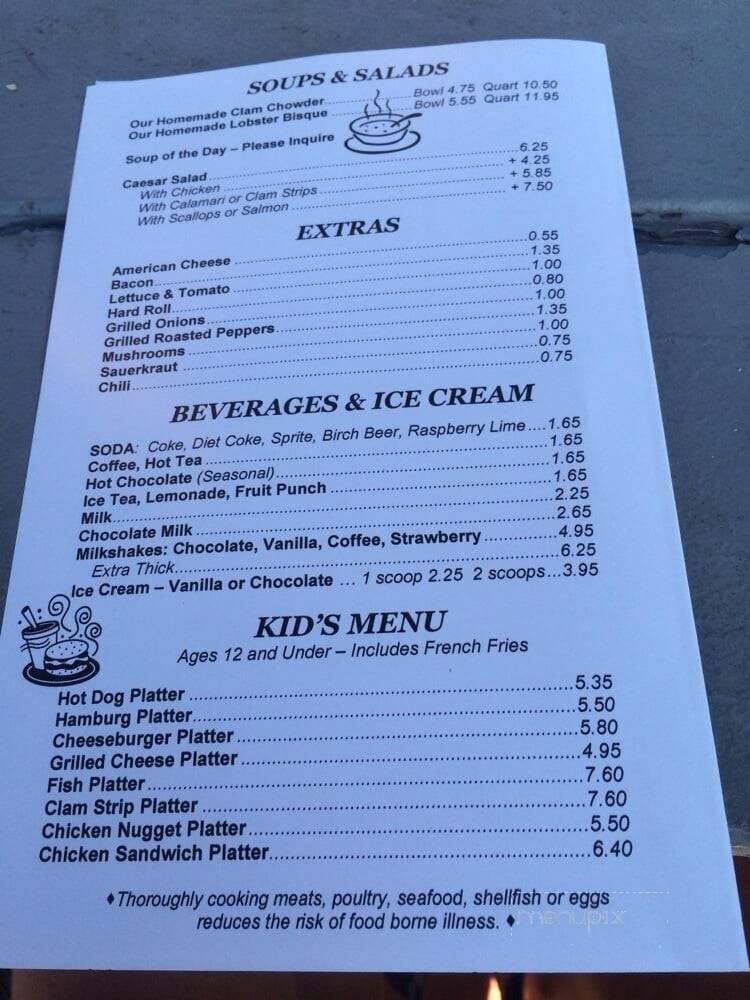 SOUPS & SALADS
Our Homemade Clam Chowder..................Bowl 4.75 Quart 10.50
Our Homemade Lobster Bisque ..................Bowl 5.55 Quart 11.95
Soup of the Day – Please Inquire
Caesar Salad..................6.25
With Chicken ..................+ 4.25
With Calamari or Clam Strips..................+ 5.85
With Scallops or Salmon ..................+ 7.50
EXTRAS
American Cheese ..................0.55
Bacon..................1.35
Lettuce & Tomato ..................1.00
Hard Roll..................0.80
Grilled Onions..................1.00
Grilled Roasted Peppers..................1.35
Mushrooms ..................1.00
Sauerkraut ..................0.75
Chili..................0.75
BEVERAGES & ICE CREAM
SODA: Coke, Diet Coke, Sprite, Birch Beer, Raspberry Lime....1.65
Coffee, Hot Tea..................1.65
Hot Chocolate (Seasonal)..................1.65
Ice Tea, Lemonade, Fruit Punch ..................1.65
Milk..................2.25
Chocolate Milk ..................2.65
Milkshakes: Chocolate, Vanilla, Coffee, Strawberry..................4.95
Extra Thick..................6.25
Ice Cream – Vanilla or Chocolate ... 1 scoop 2.25 2 scoops...3.95
KID'S MENU
Ages 12 and Under – Includes French Fries
Hot Dog Platter ..................5.35
Hamburg Platter..................5.50
Cheeseburger Platter ..................5.80
Grilled Cheese Platter ..................4.95
Fish Platter..................7.60
Clam Strip Platter ..................7.60
Chicken Nugget Platter..................5.50
Chicken Sandwich Platter..................6.40
♦Thoroughly cooking meats, poultry, seafood, shellfish or eggs
reduces the risk of food borne illness. ♦
menupix